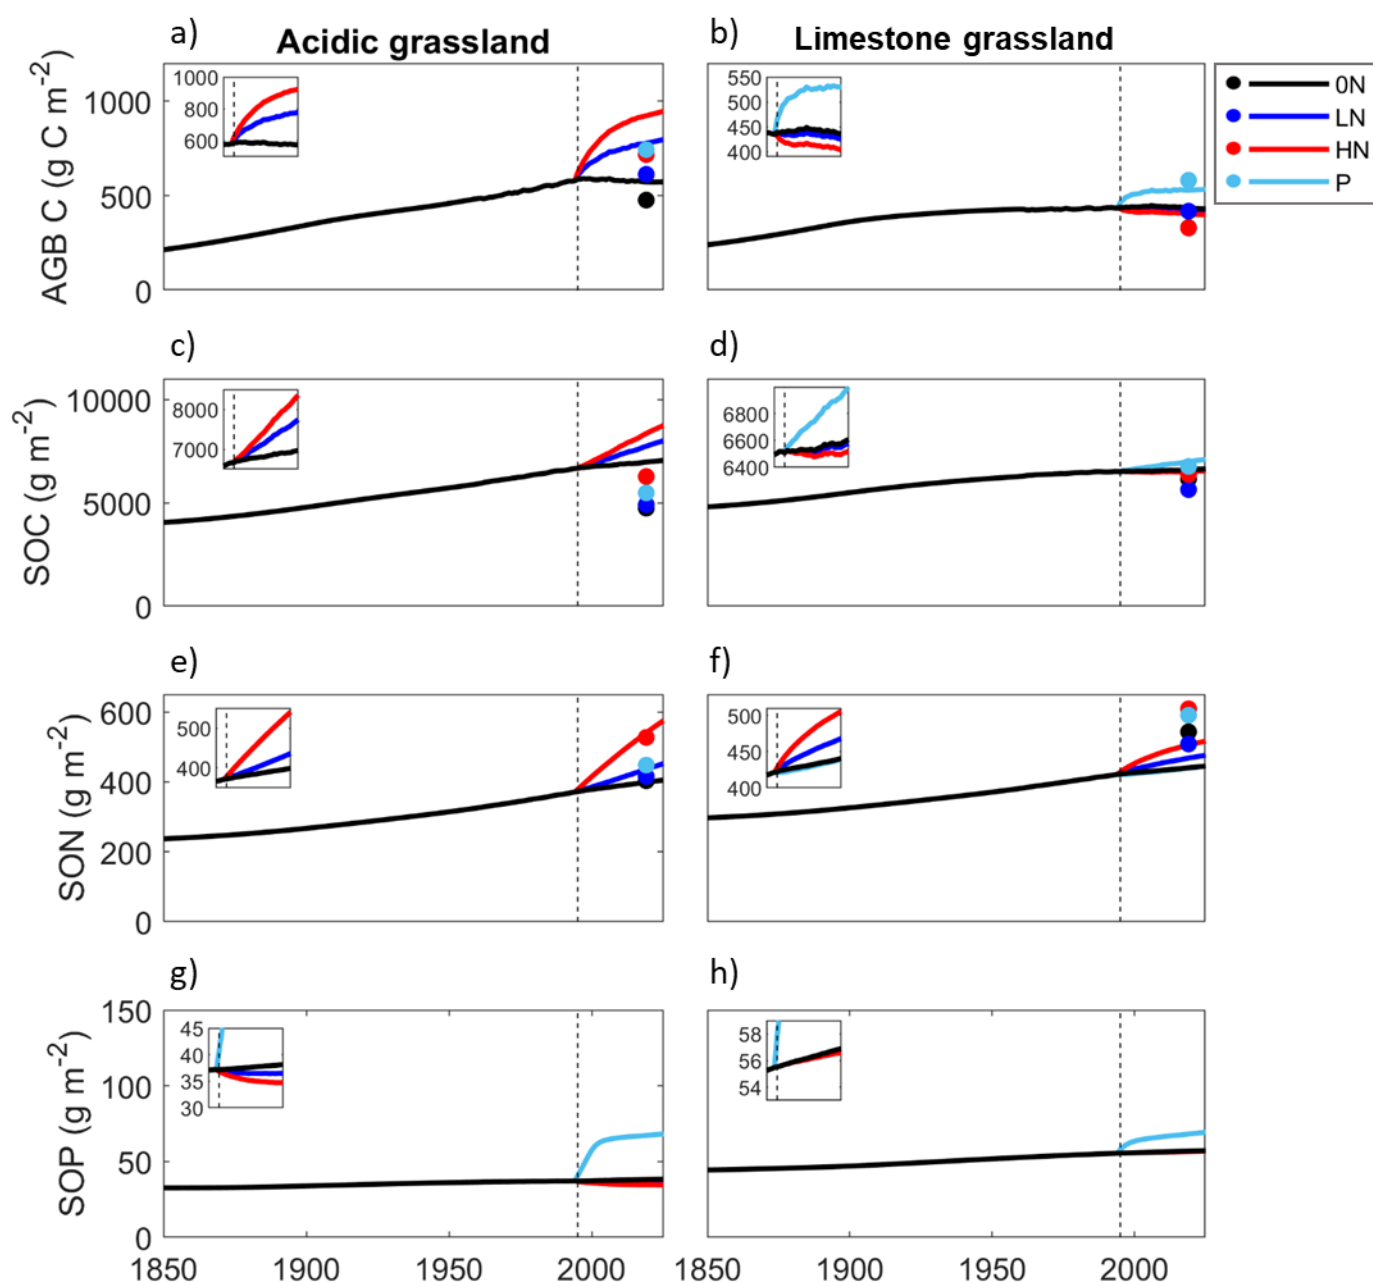 a) Acidic grassland
b) Limestone grassland
0N
LN
HN
P
AGB C (g C m⁻²)
1000
500
0
1000
800
600
550
500
450
400
c)
d)
SOC (g m⁻²)
10000
5000
0
8000
7000
6800
6600
6400
e)
f)
SON (g m⁻²)
600
400
200
0
500
400
500
450
400
g)
h)
SOP (g m⁻²)
150
100
50
0
45
40
35
30
58
56
54
1850 1900 1950 2000 1850 1900 1950 2000